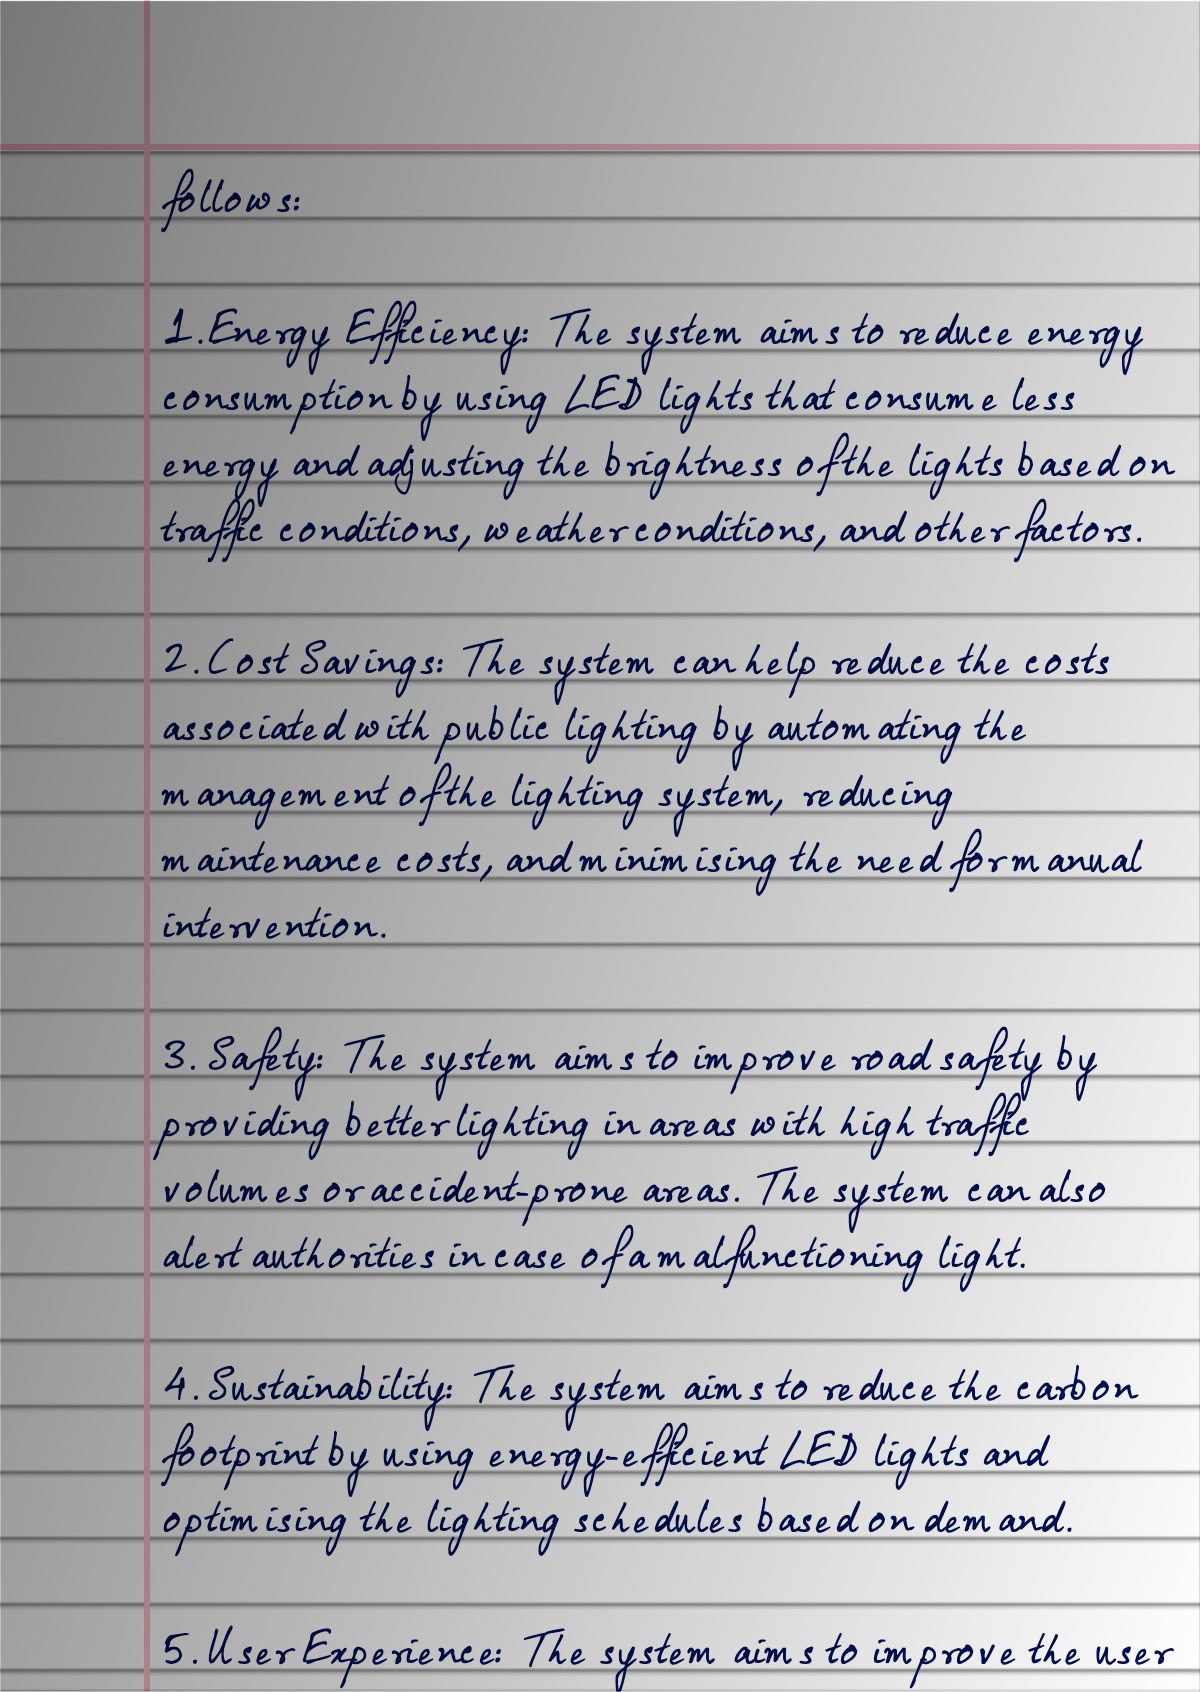 follows:
1.Energy Efficiency: The system aims to reduce energy
consumption by using LED lights that consume less
energy and adjusting the brightness of the lights based on
traffic conditions, weather conditions, and other factors.
2.Cost Savings: The system can help reduce the costs
associated with public lighting by automating the
management of the lighting system, reducing
maintenance costs, and minimising the need for manual
intervention.
3. Safety: The system aims to improve road safety by
providing better lighting in areas with high traffic
volumes or accident-prone areas. The system can also
alert authorities in case of a malfunctioning light.
4.Sustainability: The system aims to reduce the carbon
footprint by using energy-efficient LED lights and
optimising the lighting schedules based on demand.
5.User Experience: The system aims to improve the user